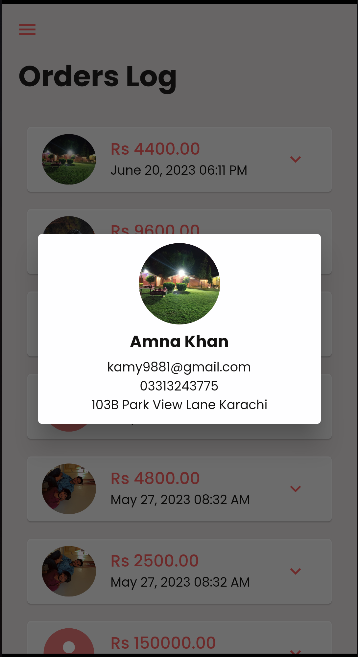 Orders Log
Rs 4400.00
June 20, 2023 06:11 PM
Rs 9600.00
Amna Khan
kamy9881@gmail.com
03313243775
103B Park View Lane Karachi
Rs 4800.00
May 27, 2023 08:32 AM
Rs 2500.00
May 27, 2023 08:32 AM
Rs 150000.00